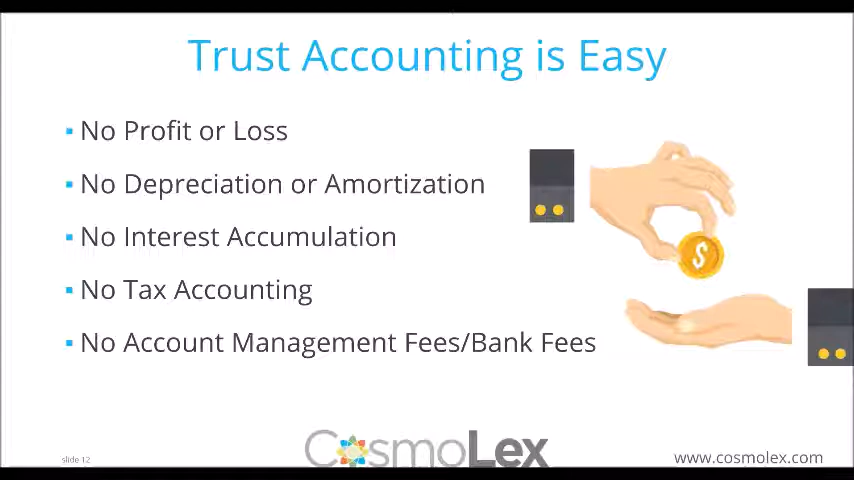 Trust Accounting is Easy
▪ No Profit or Loss
▪ No Depreciation or Amortization
▪ No Interest Accumulation
▪ No Tax Accounting
▪ No Account Management Fees/Bank Fees
$
slide 12
CosmoLex
www.cosmolex.com